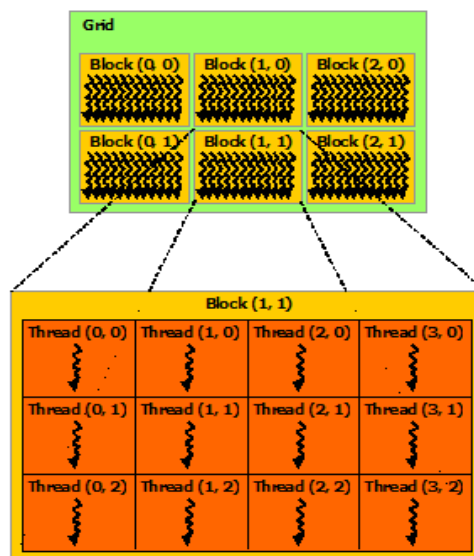 Grid
Block (0, 0) Block (1, 0) Block (2, 0)
Block (0, 1) Block (1, 1) Block (2, 1)
Block (1, 1)
Thread (0, 0) Thread (1, 0) Thread (2, 0) Thread (3, 0)
Thread (0, 1) Thread (1, 1) Thread (2, 1) Thread (3, 1)
Thread (0, 2) Thread (1, 2) Thread (2, 2) Thread (3, 2)